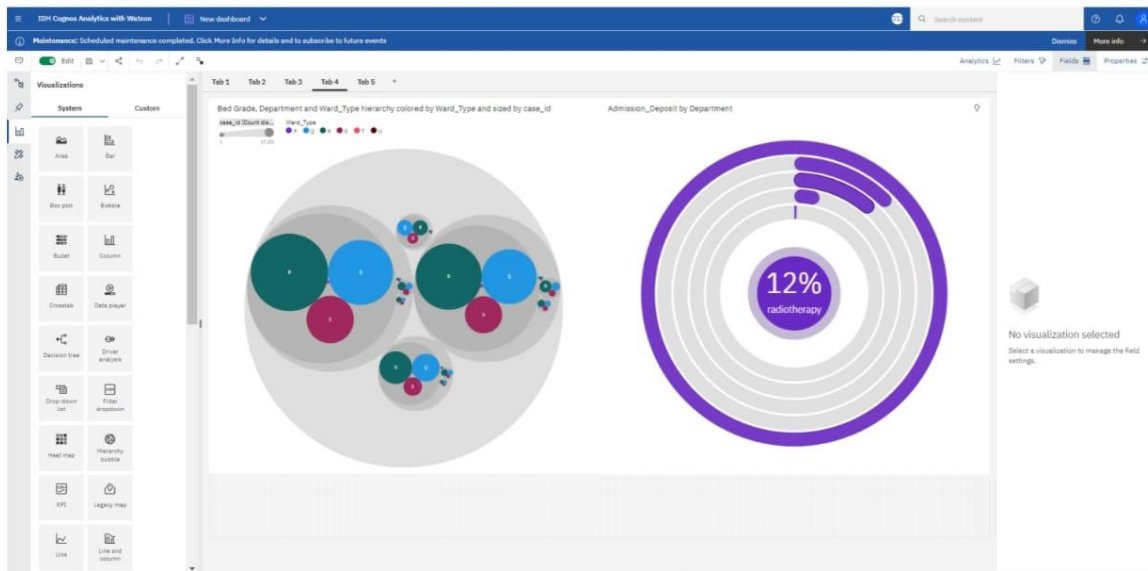 IBM Cognos Analytics with Watson
New dashboard
Search content
Maintenance: Scheduled maintenance completed. Click More Info for details and to subscribe to future events
Dismiss
More info
Edit
Analytics
Filters
Fields
Properties
Visualizations
System
Custom
Area
Bar
Box plot
Bubble
Bullet
Column
Crosstab
Data player
Decision tree
Driver
analysis
Drop-down
list
Filter
dropdown
Heat map
Hierarchy
bubble
KPI
Legacy map
Line
Line and
column
Tab 1
Tab 2
Tab 3
Tab 4
Tab 5
Bed Grade, Department and Ward_Type hierarchy colored by Ward_Type and sized by case_id
case_id (Count dis...
Ward_Type
P Q R S T U
R
Q
S
R
Q
S
Admission_Deposit by Department
12%
radiotherapy
No visualization selected
Select a visualization to manage the field
settings.